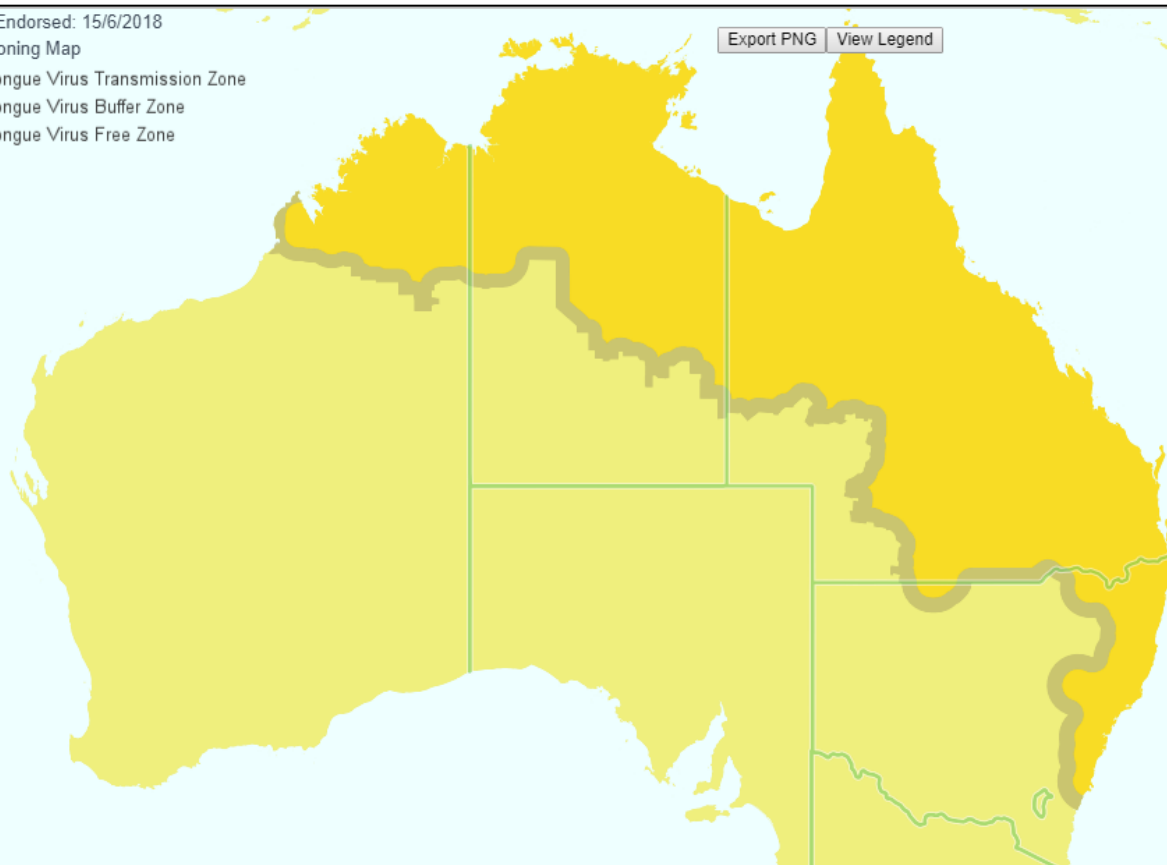 Endorsed: 15/6/2018
oning Map
ongue Virus Transmission Zone
ongue Virus Buffer Zone
ongue Virus Free Zone
Export PNG
View Legend